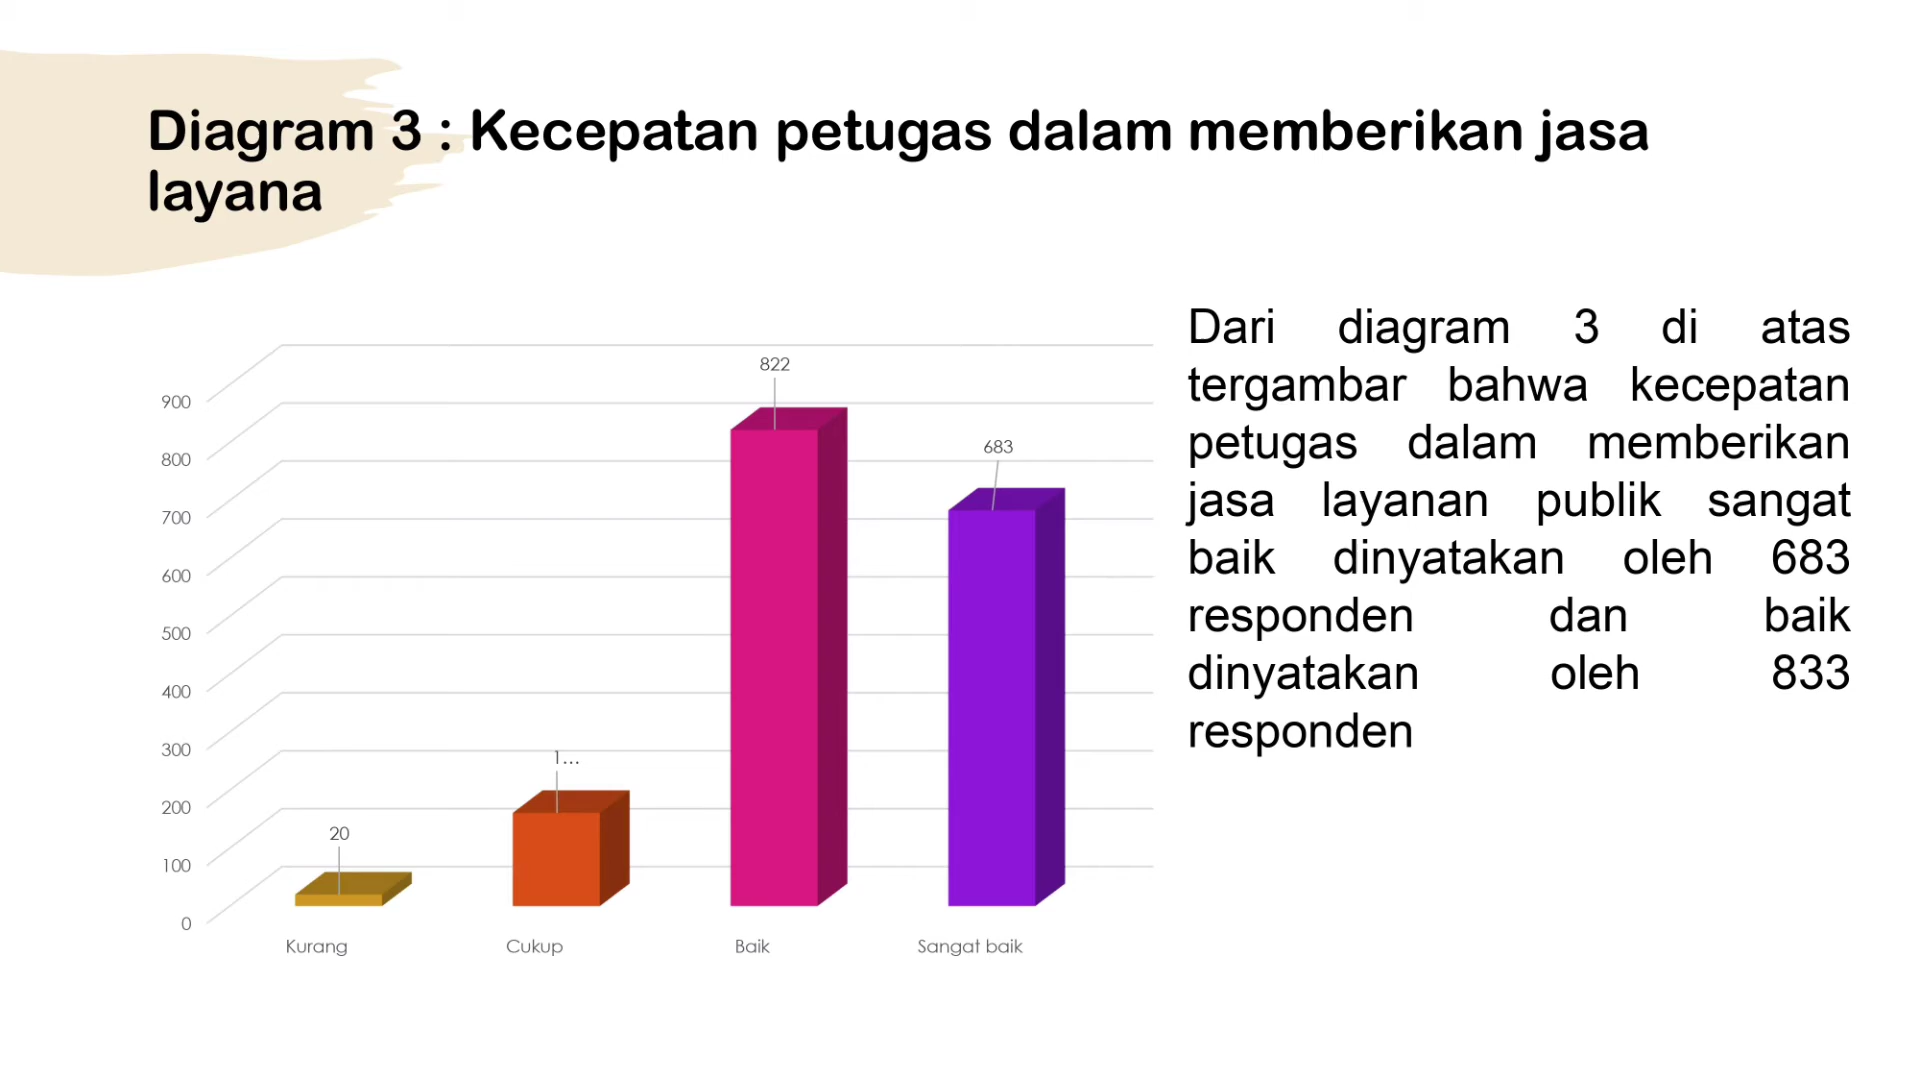 Diagram 3 : Kecepatan petugas dalam memberikan jasa
layana
Dari diagram 3 di atas
tergambar bahwa kecepatan
petugas dalam memberikan
jasa layanan publik sangat
baik dinyatakan oleh 683
responden dan baik
dinyatakan oleh 833
responden
900
800
700
600
500
400
300
200
100
0
20
1...
822
683
Kurang
Cukup
Baik
Sangat baik